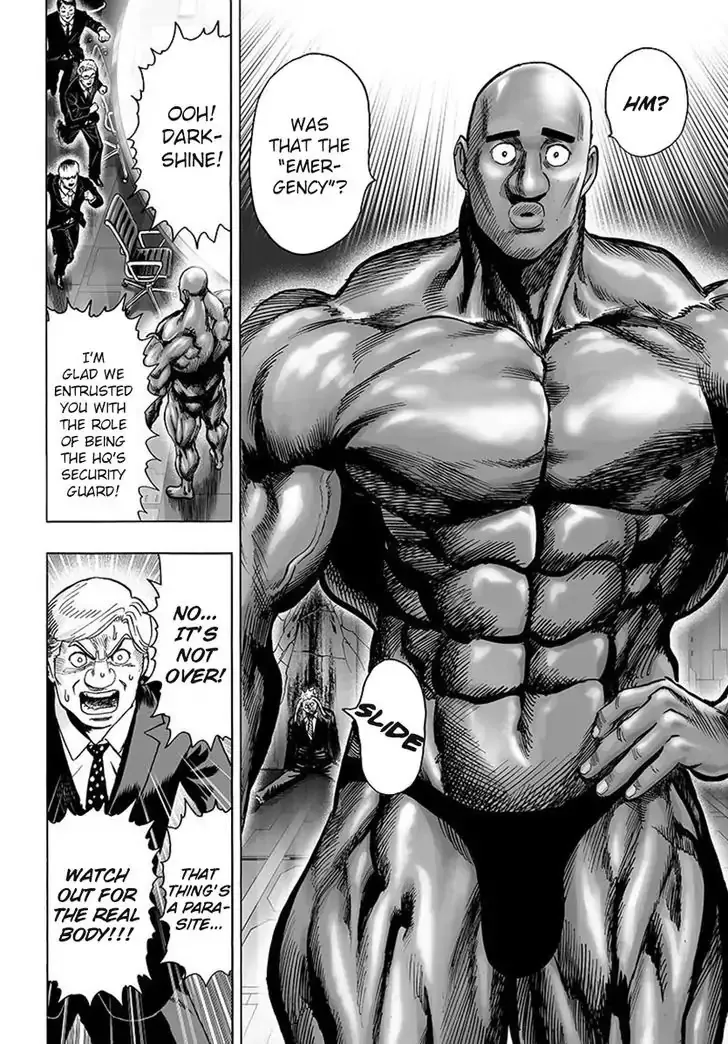 HM?
WAS
THAT THE
"EMER-
GENCY"?
OOH!
DARK-
SHINE!
I'M
GLAD WE
ENTRUSTED
YOU WITH
THE ROLE
OF BEING
THE HQ'S
SECURITY
GUARD!
SLIDE
NO...
IT'S
NOT
OVER!
THAT
THING'S
A PARA-
SITE...
WATCH
OUT FOR
THE REAL
BODY!!!